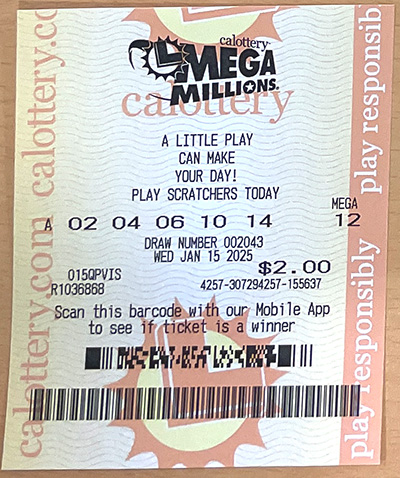 calottery
MEGA
MILLIONS
calottery
A LITTLE PLAY
CAN MAKE
YOUR DAY!
PLAY SCRATCHERS TODAY
MEGA
A 02 04 06 10 14 12
DRAW NUMBER 002043
WED JAN 15 2025
$2.00
015QPVIS
R1036868 4257-307294257-155637
Scan this barcode with our Mobile App
to see if ticket is a winner
calottery.com calottery.co
play responsibly play responsib